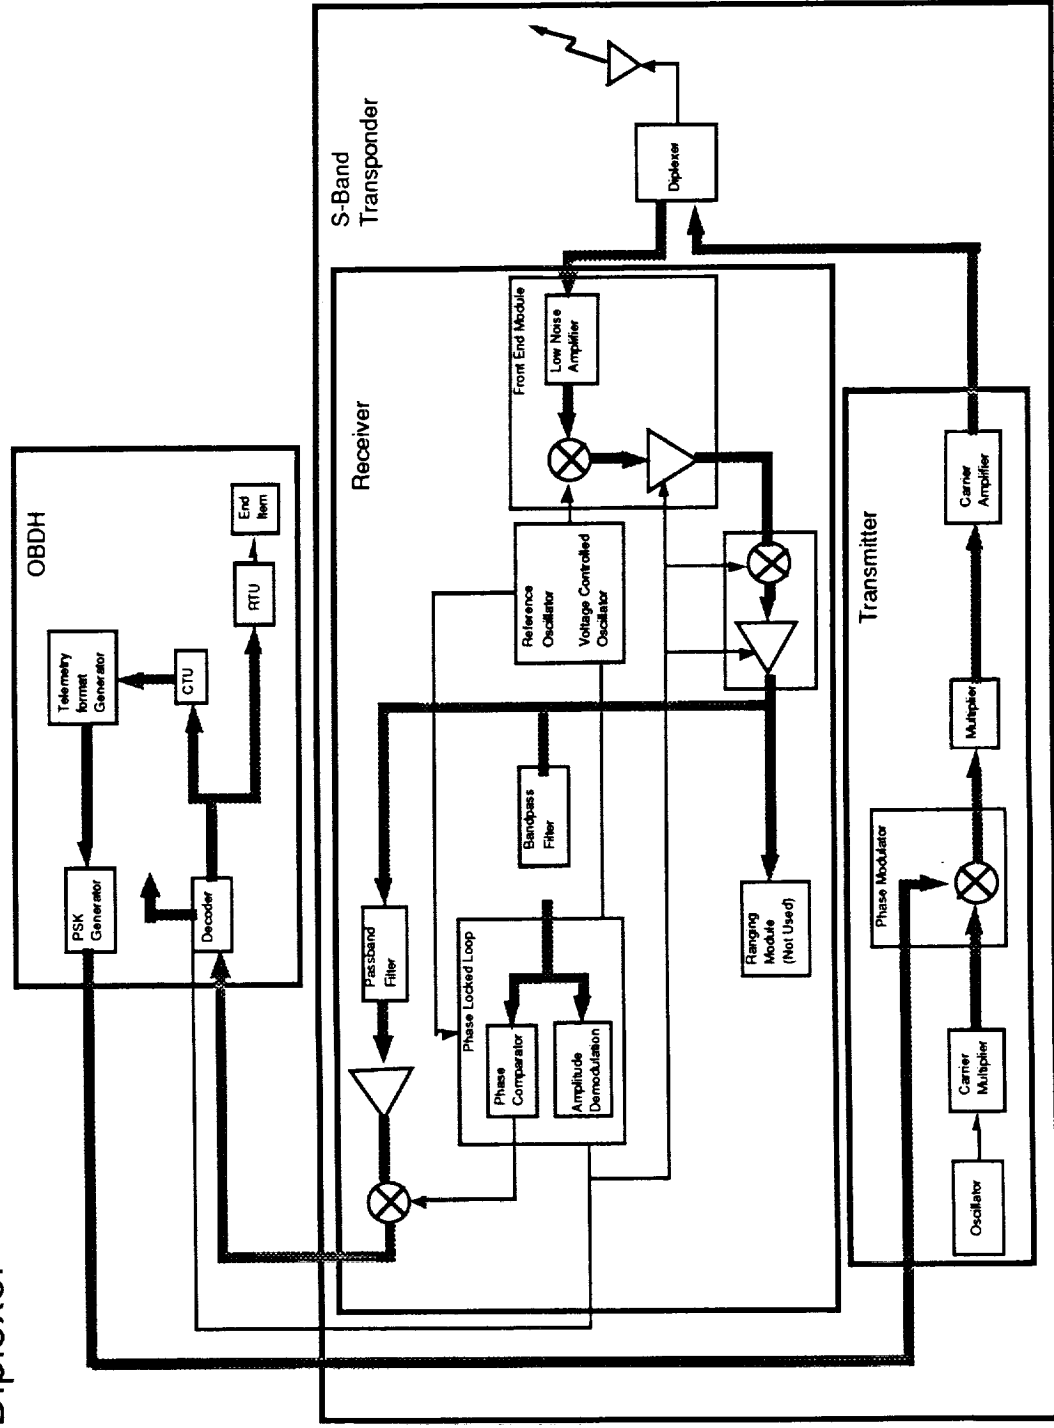 OBDH
Telemetry
format
Generator
PSK
Generator
CTU
Decoder
RTU
End
Item
S-Band
Transponder
Diplexer
Receiver
Front End Module
Low Noise
Amplifier
Reference
Oscillator
Voltage Controlled
Oscillator
Passband
Filter
Bandpass
Filter
Phase Locked Loop
Phase
Comparator
Amplitude
Demodulation
Ranging
Module
(Not Used)
Transmitter
Phase Modulator
Carrier
Amplifier
Multiplier
Carrier
Multiplier
Oscillator